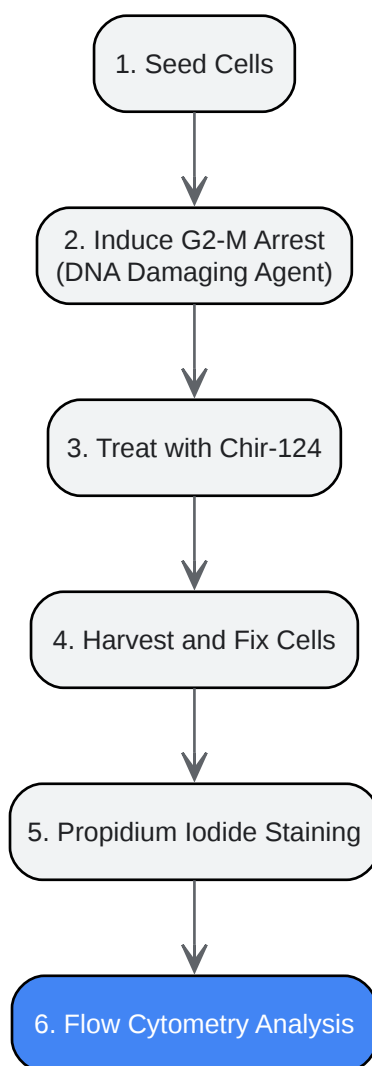 1. Seed Cells
2. Induce G2-M Arrest
(DNA Damaging Agent)
3. Treat with Chir-124
4. Harvest and Fix Cells
5. Propidium Iodide Staining
6. Flow Cytometry Analysis